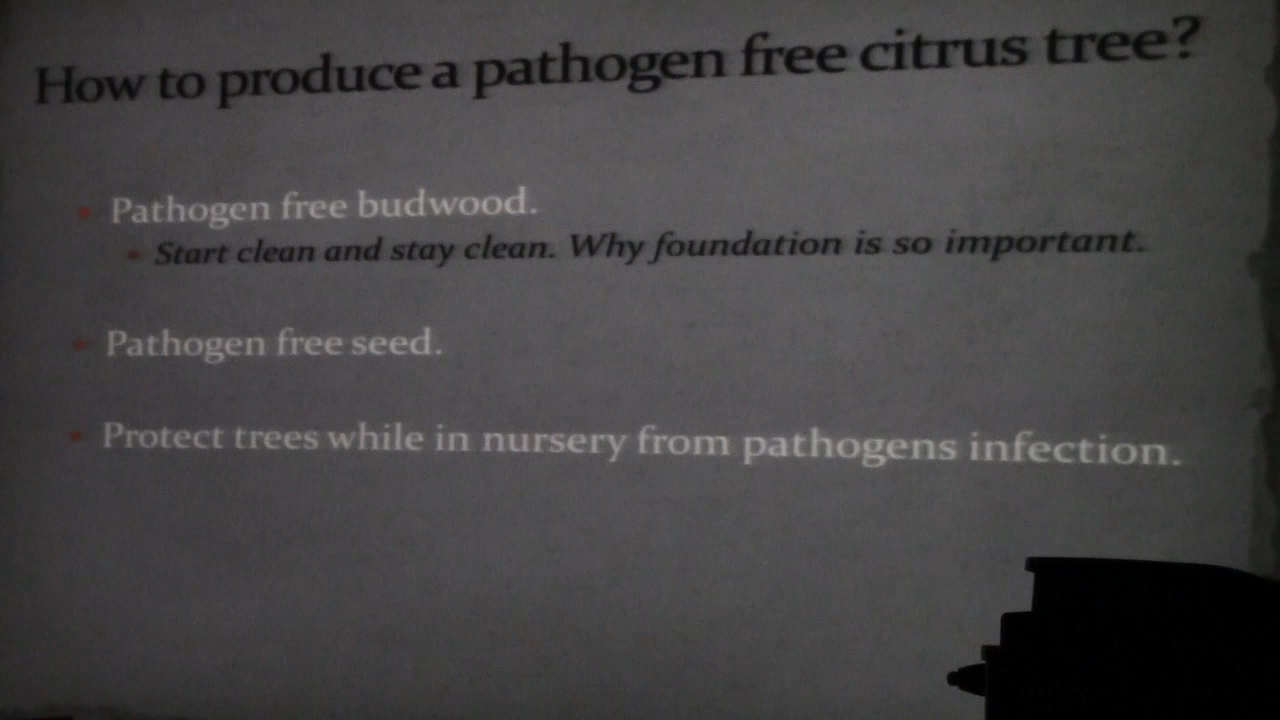 How to produce a pathogen free citrus tree?
Pathogen free budwood.
Start clean and stay clean. Why foundation is so important.
Pathogen free seed.
Protect trees while in nursery from pathogens infection.